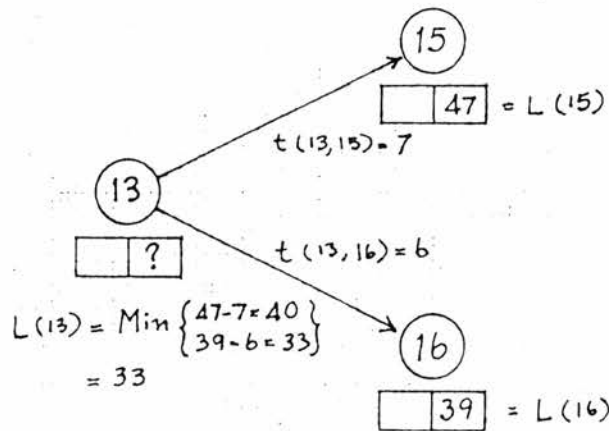 15
47 = L(15)
t(13,15) = 7
13
?
t(13,16) = 6
L(13) = Min { 47-7=40
39-6=33 }
= 33
16
39 = L(16)